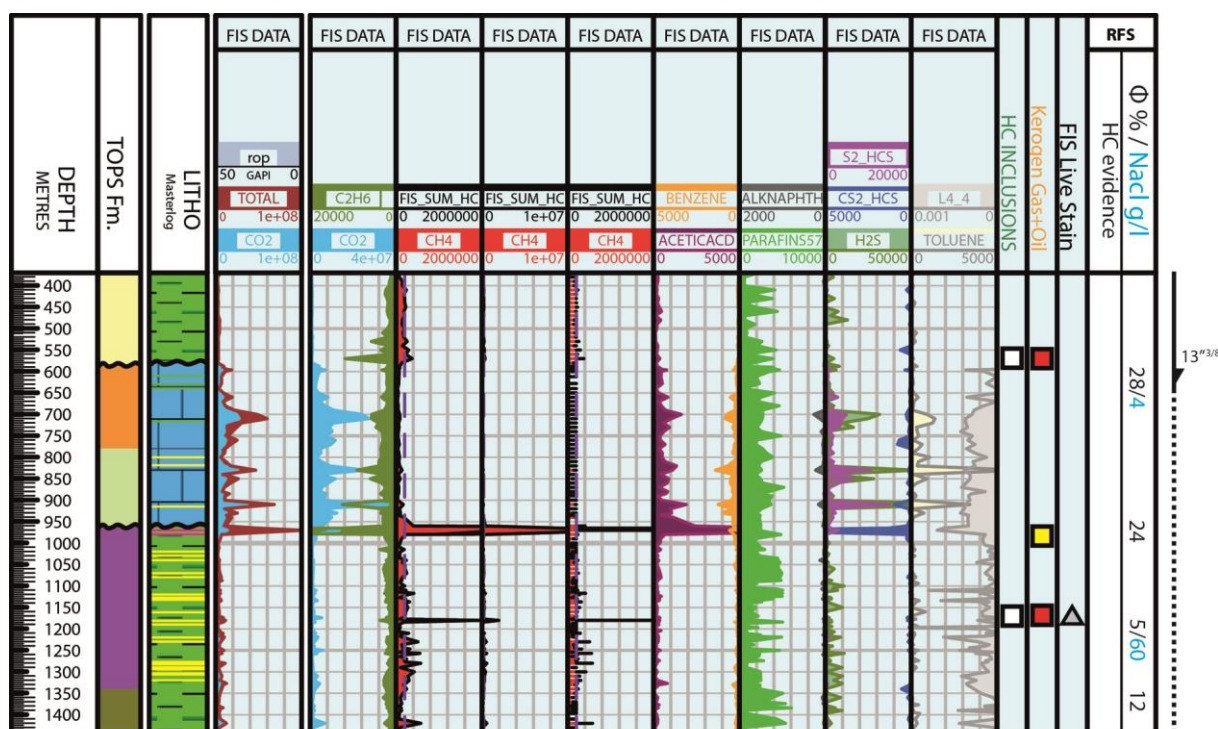 FIS DATA FIS DATA FIS DATA FIS DATA FIS DATA FIS DATA FIS DATA FIS DATA FIS DATA
RFS
DEPTH
METRES
TOPS Fm.
LITHO
Masterlog
rop
50 GAPI 0
TOTAL
0 1e+08
CO2
0 1e+08
C2H6
20000 0
CO2
0 4e+07
FIS_SUM_HC
0 2000000
CH4
0 2000000
FIS_SUM_HC
0 1e+07
CH4
0 1e+07
FIS_SUM_HC
0 2000000
CH4
0 2000000
BENZENE
5000 0
ACETICACD
0 5000
ALKNAPHTH
2000 0
PARAFINS57
0 10000
S2_HCS
0 20000
CS2_HCS
5000 0
H2S
0 50000
L4_4
0.001 0
TOLUENE
0 5000
HC INCLUSIONS
Kerogen Gas+Oil
FIS Live Stain
HC evidence
Φ % / Nacl g/l
400
450
500
550
600
650
700
750
800
850
900
950
1000
1050
1100
1150
1200
1250
1300
1350
1400
28/4
24
5/60
12
13"3/8